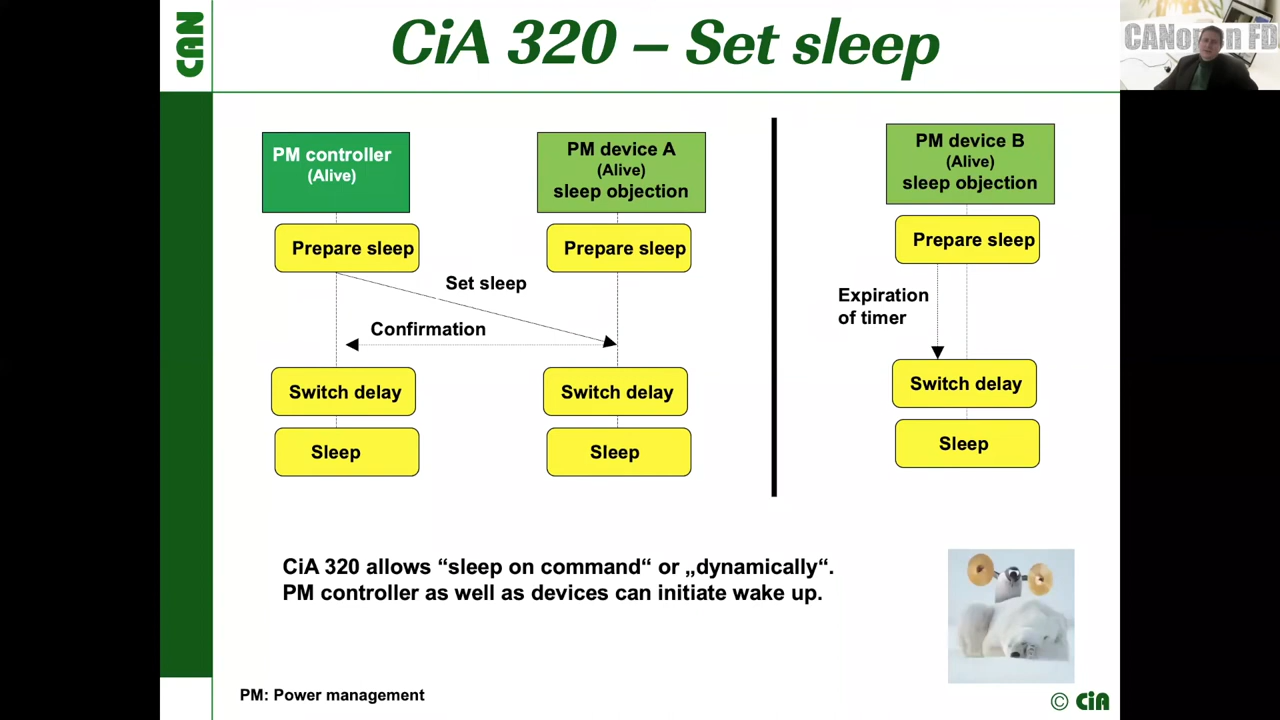 CAN
CiA 320 – Set sleep
CANopen FD
PM controller
(Alive)
PM device A
(Alive)
sleep objection
PM device B
(Alive)
sleep objection
Prepare sleep
Prepare sleep
Prepare sleep
Set sleep
Confirmation
Expiration
of timer
Switch delay
Switch delay
Switch delay
Sleep
Sleep
Sleep
CiA 320 allows “sleep on command“ or „dynamically“.
PM controller as well as devices can initiate wake up.
PM: Power management
© CiA